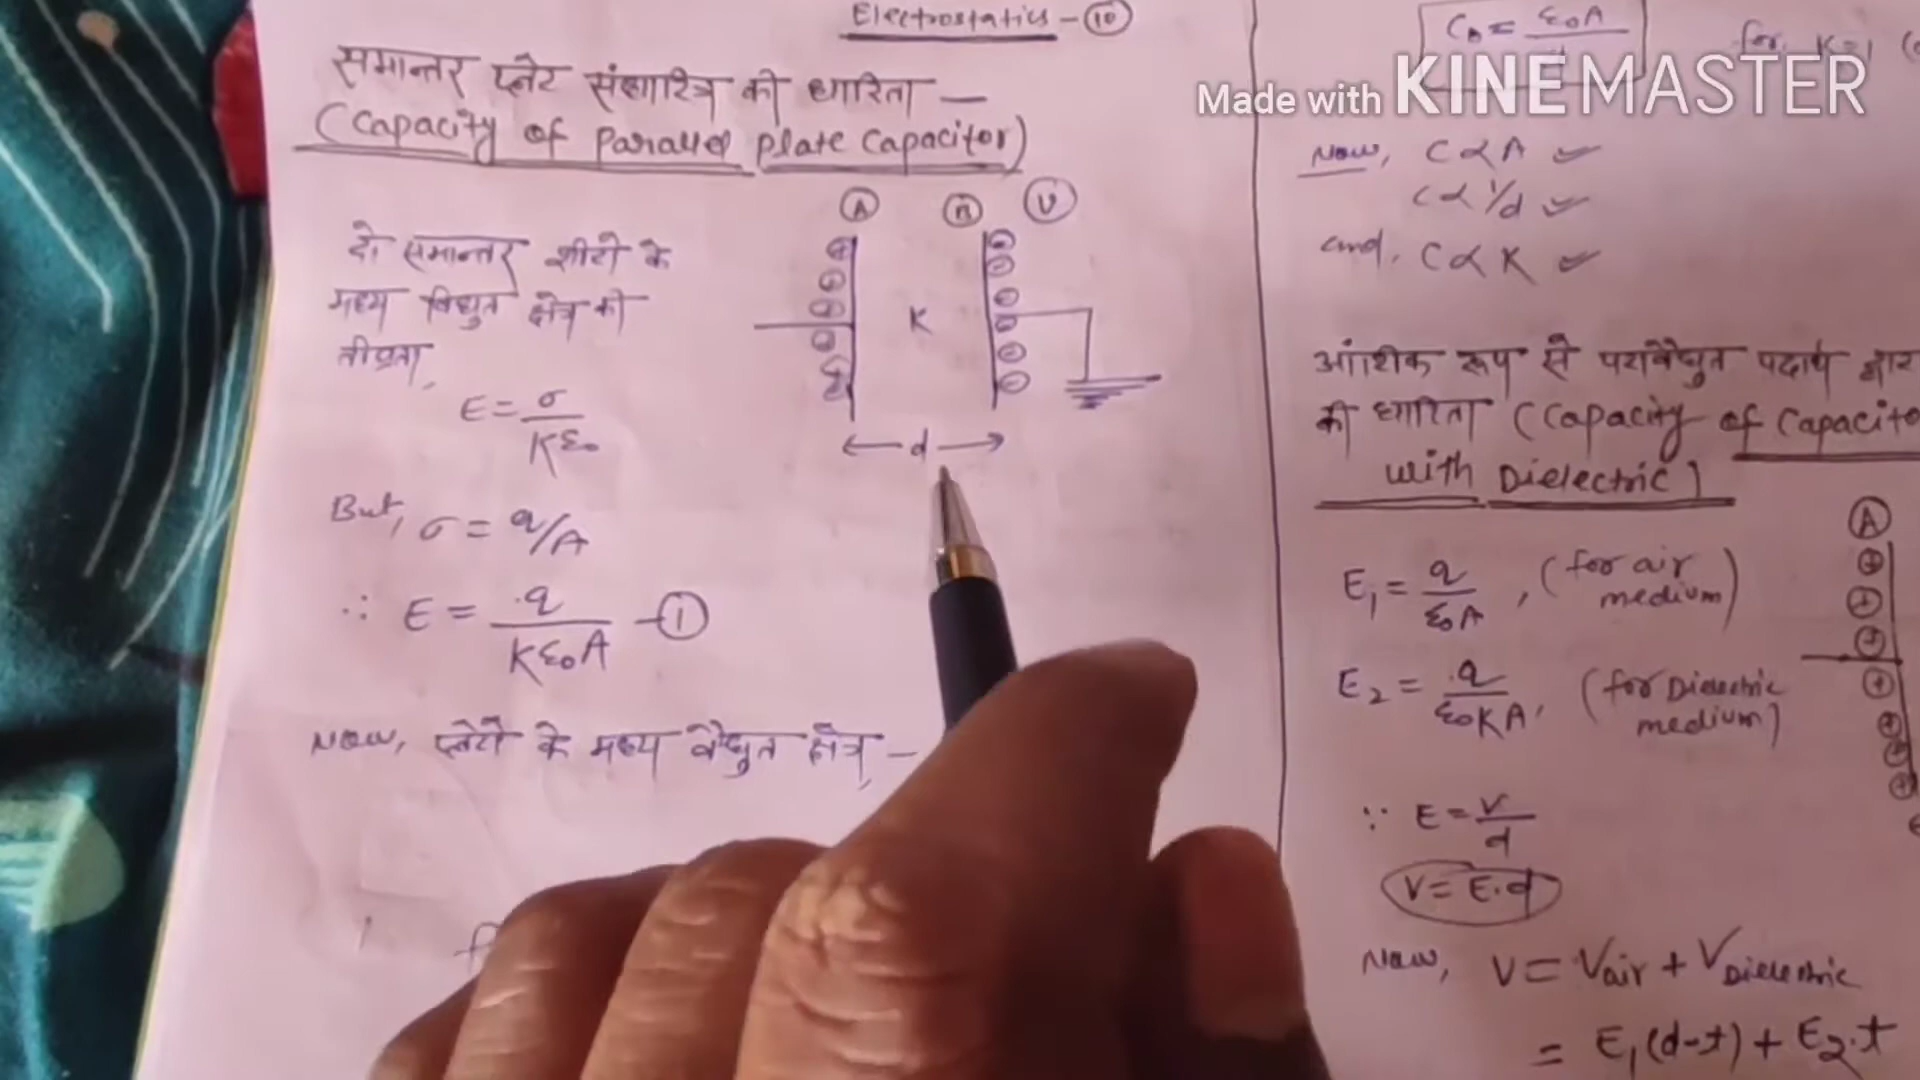 Electrostatics - 10
समान्तर प्लेट संधारित्र की धारिता —
(Capacity of Parallel plate Capacitor)
दो समान्तर शीटो के
मध्य विद्युत क्षेत्र की
तीव्रता,
E = σ/Kε₀
But, σ = q/A
∴ E = q/Kε₀A - 1
Now, प्लेटों के मध्य वैद्युत क्षेत्र, -
A B V
K
d
C₀ = ε₀A
for K=1
Made with KINEMASTER
Now, C∝A ✓
C∝1/d ✓
and, C∝K ✓
आंशिक रूप से परावैद्युत पदार्थ द्वार
की धारिता (Capacity of Capacito
with Dielectric)
E₁ = q/ε₀A, (for air medium)
E₂ = q/ε₀KA, (for Dielectric medium)
A
∵ E = V/d
V = E.d
Now, V = Vair + VDielectric
= E₁(d-t) + E₂.t